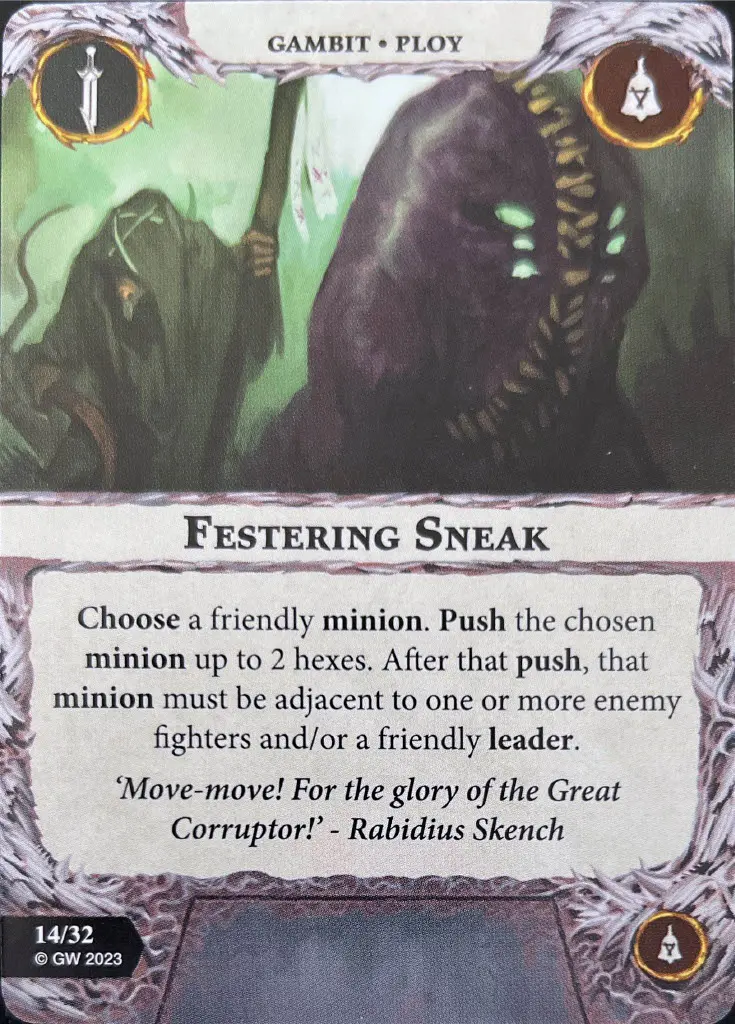 GAMBIT • PLOY
FESTERING SNEAK
Choose a friendly minion. Push the chosen
minion up to 2 hexes. After that push, that
minion must be adjacent to one or more enemy
fighters and/or a friendly leader.
‘Move-move! For the glory of the Great
Corruptor!’ - Rabidius Skench
14/32
© GW 2023